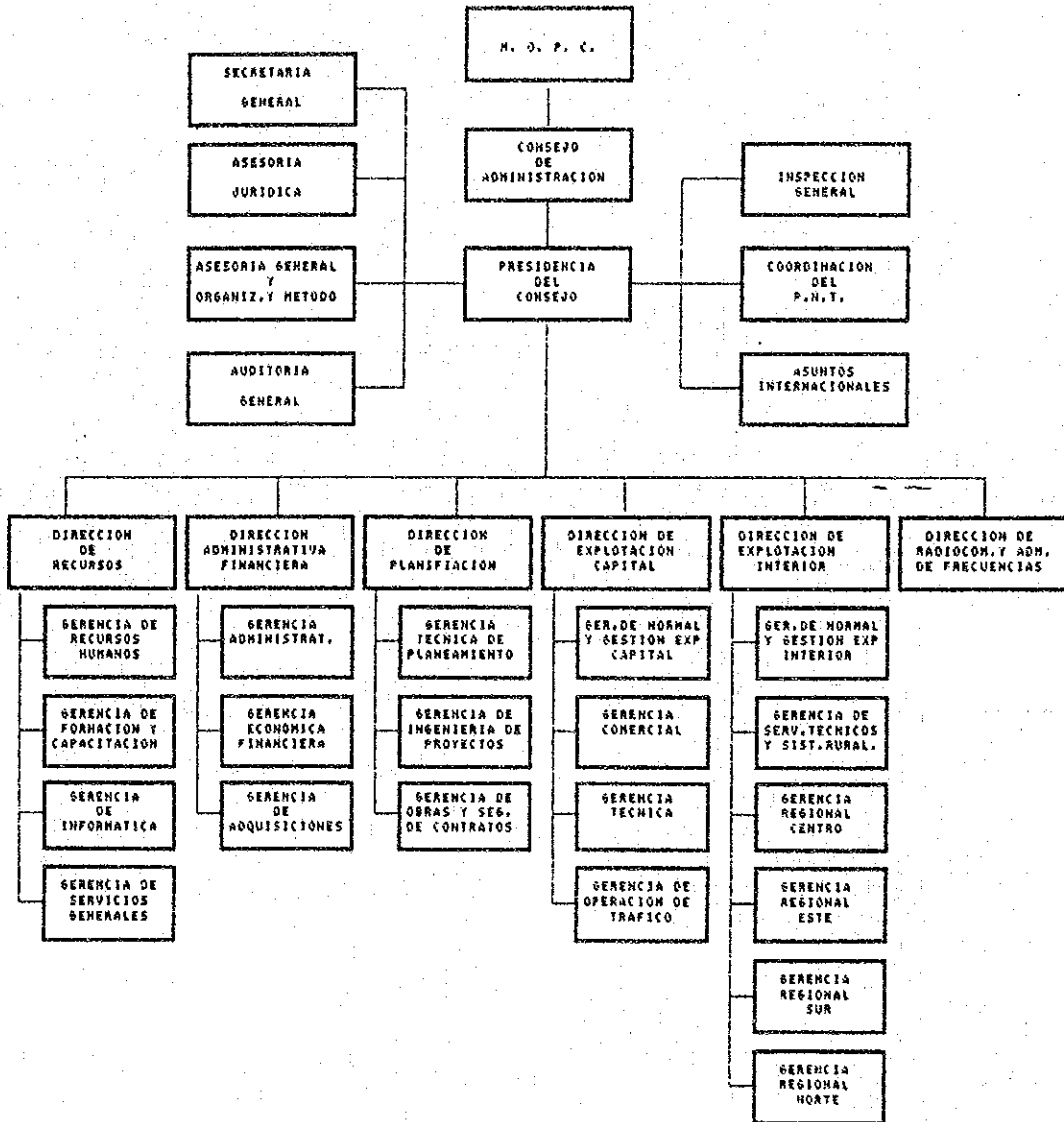 M. O. P. C.
SECRETARIA
GENERAL
CONSEJO
DE
ADMINISTRACION
ASESORIA
JURIDICA
INSPECCION
GENERAL
ASESORIA GENERAL
Y
ORGANIZ.Y METODO
PRESIDENCIA
DEL
CONSEJO
COORDINACION
DEL
P.N.T.
AUDITORIA
GENERAL
ASUNTOS
INTERNACIONALES
DIRECCION
DE
RECURSOS
DIRECCION
ADMINISTRATIVA
FINANCIERA
DIRECCION
DE
PLANIFIACION
DIRECCION DE
EXPLOTACION
CAPITAL
DIRECCION DE
EXPLOTACION
INTERIOR
DIRECCION DE
RADIOCOM.Y ADM.
DE FRECUENCIAS
GERENCIA DE
RECURSOS
HUMANOS
GERENCIA
ADMINISTRAT.
GERENCIA
TECNICA DE
PLANEAMIENTO
GER.DE NORMAL
Y GESTION EXP
CAPITAL
GER.DE NORMAL
Y GESTION EXP
INTERIOR
GERENCIA DE
FORMACION Y
CAPACITACION
GERENCIA
ECONOMICA
FINANCIERA
GERENCIA DE
INGENIERIA DE
PROYECTOS
GERENCIA
COMERCIAL
GERENCIA DE
SERV.TECNICOS
Y SIST.RURAL.
GERENCIA
DE
INFORMATICA
GERENCIA
DE
ADQUISICIONES
GERENCIA DE
OBRAS Y SEG.
DE CONTRATOS
GERENCIA
TECNICA
GERENCIA
REGIONAL
CENTRO
GERENCIA DE
SERVICIOS
GENERALES
GERENCIA DE
OPERACION DE
TRAFICO
GERENCIA
REGIONAL
ESTE
GERENCIA
REGIONAL
SUR
GERENCIA
REGIONAL
NORTE